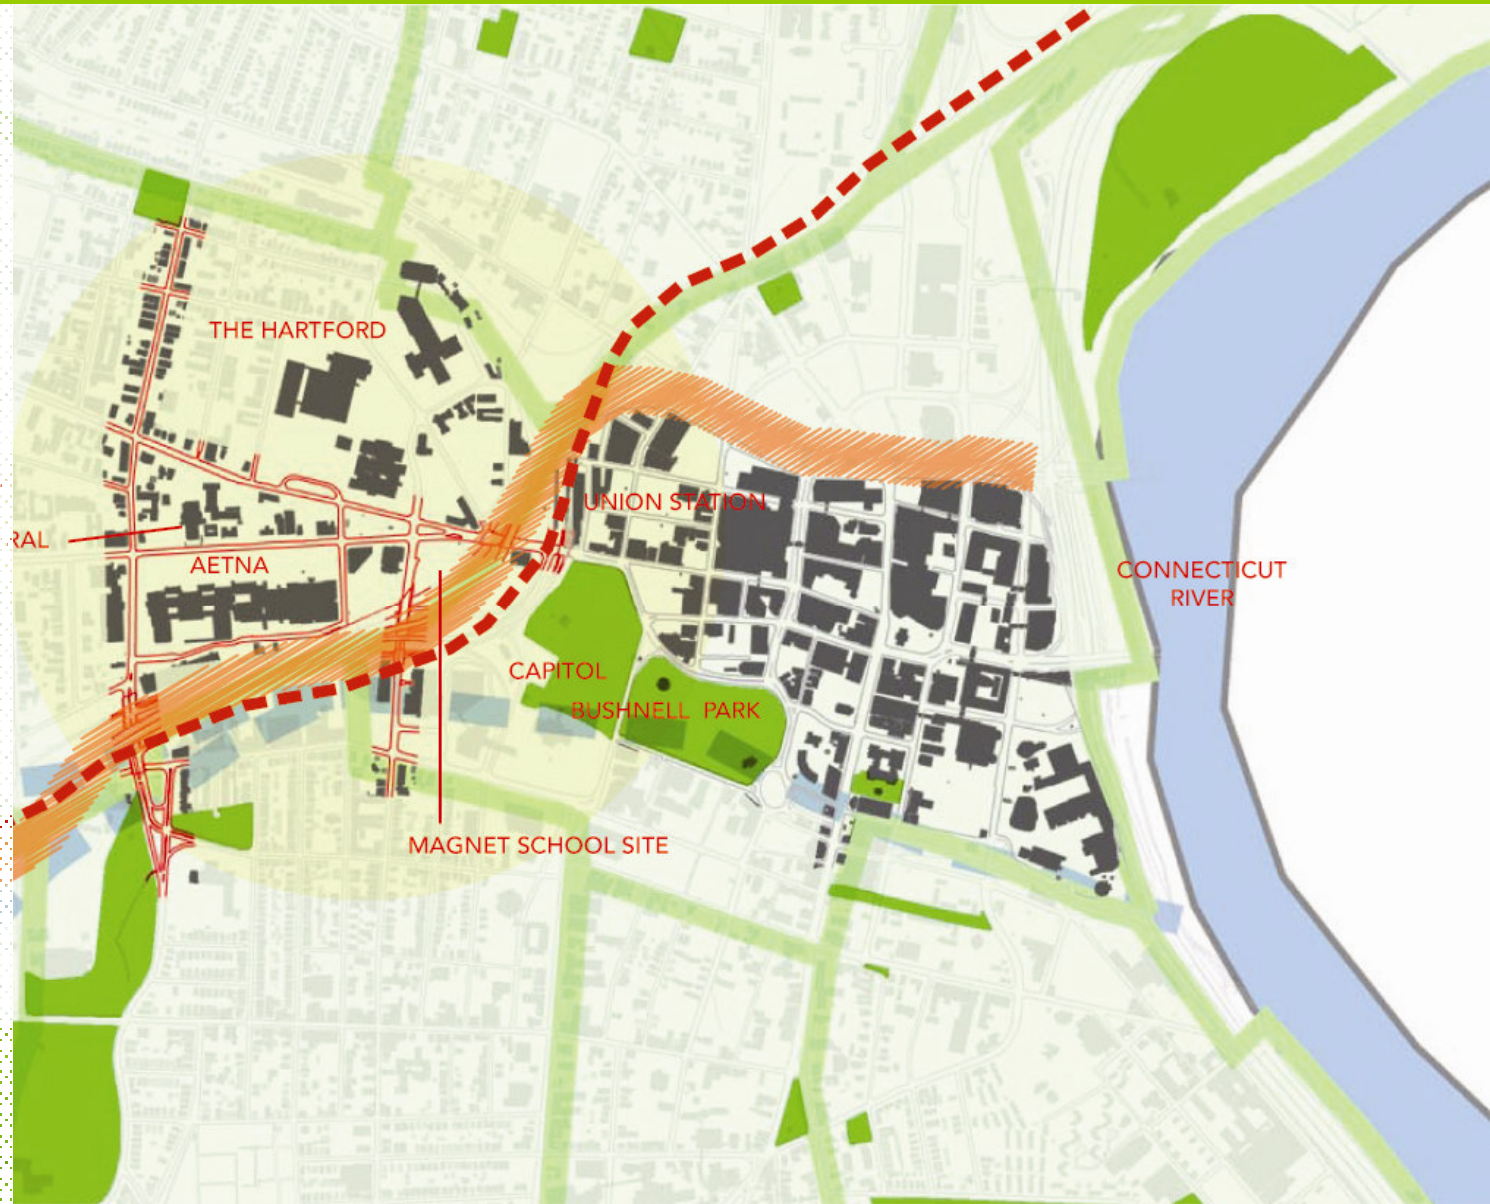 THE HARTFORD
UNION STATION
RAL
AETNA
CONNECTICUT
RIVER
CAPITOL
BUSHNELL PARK
MAGNET SCHOOL SITE